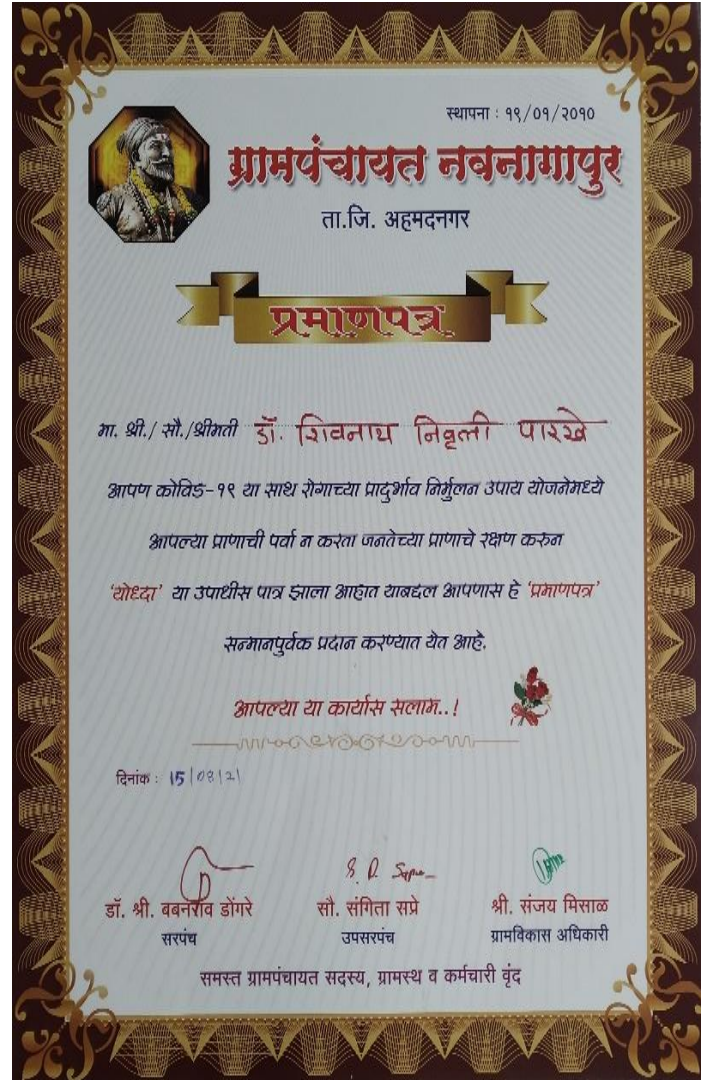 स्थापना : १९/०१/२०१०
ग्रामपंचायत नवनागापुर
ता.जि. अहमदनगर
प्रमाणपत्र
मा. श्री./ सौ./श्रीमती डॉ. शिवनाथ निवृत्ती पारखे
आपण कोविड-१९ या साथ रोगाच्या प्रादुर्भाव निर्मुलन उपाय योजनेमध्ये
आपल्या प्राणाची पर्वा न करता जनतेच्या प्राणाचे रक्षण करुन
'योध्दा' या उपाधीस पात्र झाला आहात याबद्दल आपणास हे 'प्रमाणपत्र'
सन्मानपुर्वक प्रदान करण्यात येत आहे.
आपल्या या कार्यास सलाम..!
दिनांक : 15/08/21
डॉ. श्री. बबनराव डोंगरे सौ. संगिता सप्रे श्री. संजय मिसाळ
सरपंच उपसरपंच ग्रामविकास अधिकारी
समस्त ग्रामपंचायत सदस्य, ग्रामस्थ व कर्मचारी वृंद